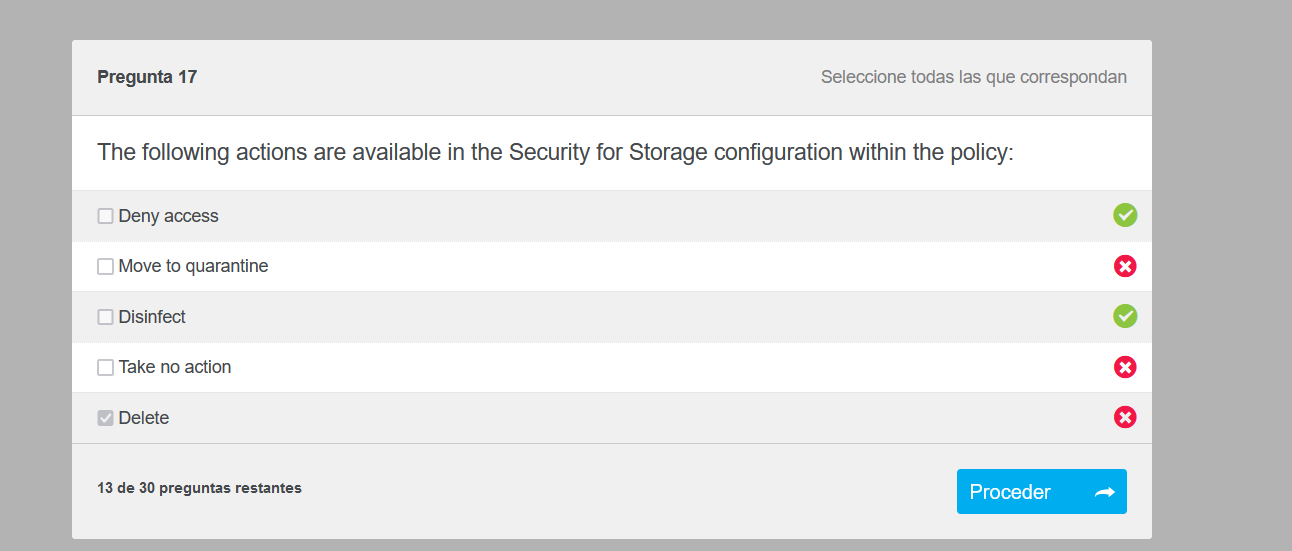 Pregunta 17
Seleccione todas las que correspondan
The following actions are available in the Security for Storage configuration within the policy:
Deny access
Move to quarantine
Disinfect
Take no action
Delete
13 de 30 preguntas restantes
Proceder